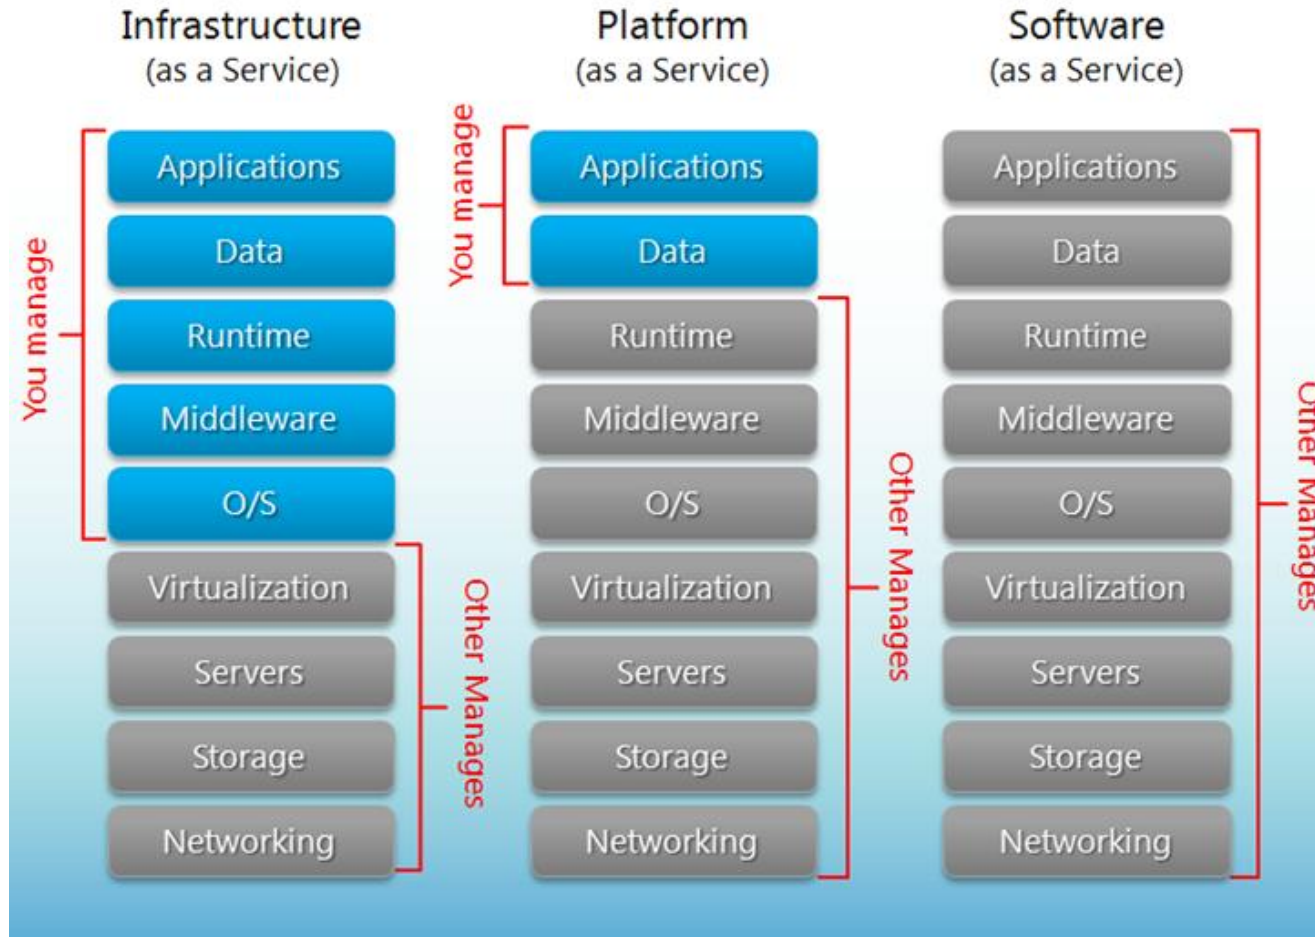 Infrastructure
(as a Service)
You manage
Applications
Data
Runtime
Middleware
O/S
Virtualization
Servers
Storage
Networking
Other Manages
Platform
(as a Service)
You manage
Applications
Data
Runtime
Middleware
O/S
Virtualization
Servers
Storage
Networking
Other Manages
Software
(as a Service)
Applications
Data
Runtime
Middleware
O/S
Virtualization
Servers
Storage
Networking
Other Manages